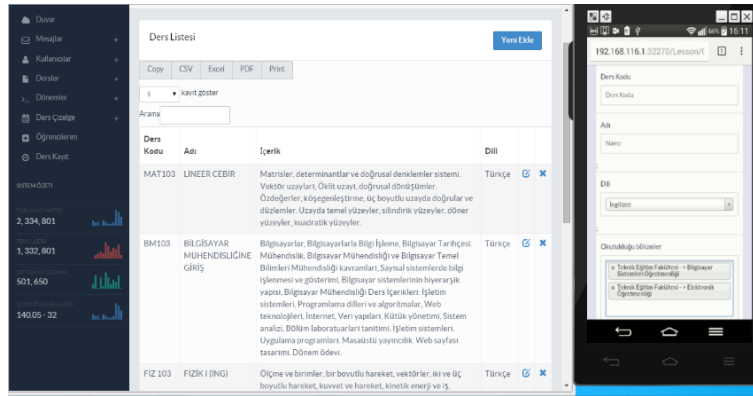 Duvar
Mesajlar +
Kullanıcılar +
Dersler +
Dönemler +
Ders Çizelge +
Öğrencilerim
Ders Kayıt
SİSTEM ÖZETİ
2, 334, 801
1, 332, 801
501, 650
140.05 - 32
Ders Listesi
Yeni Ekle
Copy CSV Excel PDF Print
5 kayıt göster
Arama
Ders Kodu Adı İçerik Dili
MAT103 LİNEER CEBİR Matrisler, determinantlar ve doğrusal denklemler sistemi. Türkçe
Vektör uzayları, Öklit uzayı, doğrusal dönüşümler.
Özdeğerler, köşegenleştirme, üç boyutlu uzayda doğrular ve
düzlemler. Uzayda temel yüzeyler, silindirik yüzeyler, döner
yüzeyler, kuadratik yüzeyler.
BM103 BİLGİSAYAR Bilgisayarlar, Bilgisayarlarla Bilgi İşleme, Bilgisayar Tarihçesi. Türkçe
MÜHENDİSLİĞİNE Mühendislik, Bilgisayar Mühendisliği ve Bilgisayar Temel
GİRİŞ Bilimleri Mühendisliği kavramları, Sayısal sistemlerde bilgi
işlenmesi ve gösterimi, Bilgisayar sistemlerinin hiyerarşik
yapısı. Bilgisayar Mühendisliği Ders İçerikleri: İşletim
sistemleri, Programlama dilleri ve algoritmalar, Web
teknolojileri, İnternet, Veri yapıları, Kütük yönetimi, Sistem
analizi. Bölüm laboratuarları tanıtımı. İşletim sistemleri.
Uygulama programları. Masaüstü yayıncılık. Web sayfası
tasarımı. Dönem ödevi.
FİZ 103 FİZİK I (İNG) Ölçme ve birimler, bir boyutlu hareket, vektörler, iki ve üç Türkçe
boyutlu hareket, kuvvet ve hareket, kinetik enerji ve iş,
66% 16:11
192.168.116.1:32270/Lesson/C 1
Ders Kodu
Ders Kodu
Adı
Name
Dili
İngilizce
Okutulduğu bölümler
× Teknik Eğitim Fakültesi - > Bilgisayar
Sistemleri Öğretmenliği
× Teknik Eğitim Fakültesi - > Elektronik
Öğretmenliği